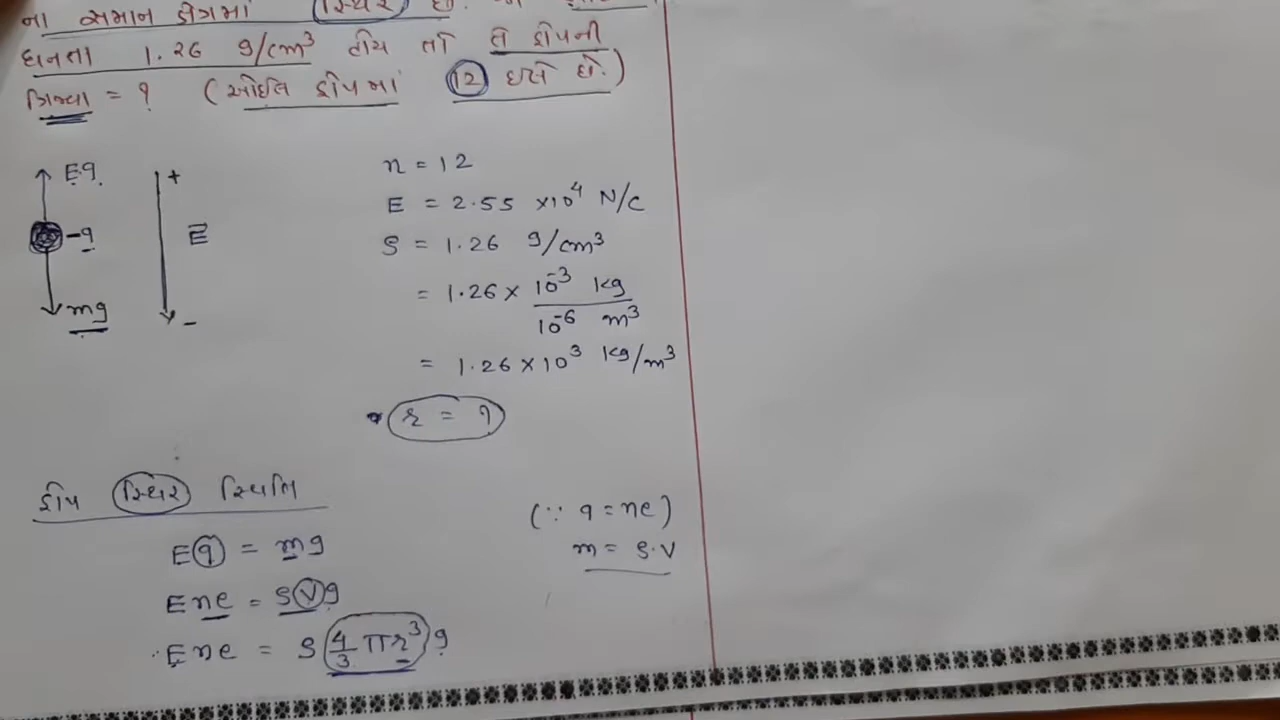 ના સમાન ક્ષેત્રમાં સ્થિર છે.
ઘનતા 1.26 g/cm³ હોય તો તે ડ્રોપની
ત્રિજ્યા = ? (ઓઈલ ડ્રોપમાં 12 ઇલે છે.)
Eq
-q
mg
+
E
-
n = 12
E = 2.55 ×10⁴ N/C
ρ = 1.26 g/cm³
= 1.26 × 10⁻³ kg / 10⁻⁶ m³
= 1.26 × 10³ kg/m³
r = ?
ડ્રોપ સ્થિર સ્થિતિ
Eq = mg
(∵ q = ne)
m = ρ.V
Ene = ρVg
∴ Ene = ρ 4/3 πr³ g